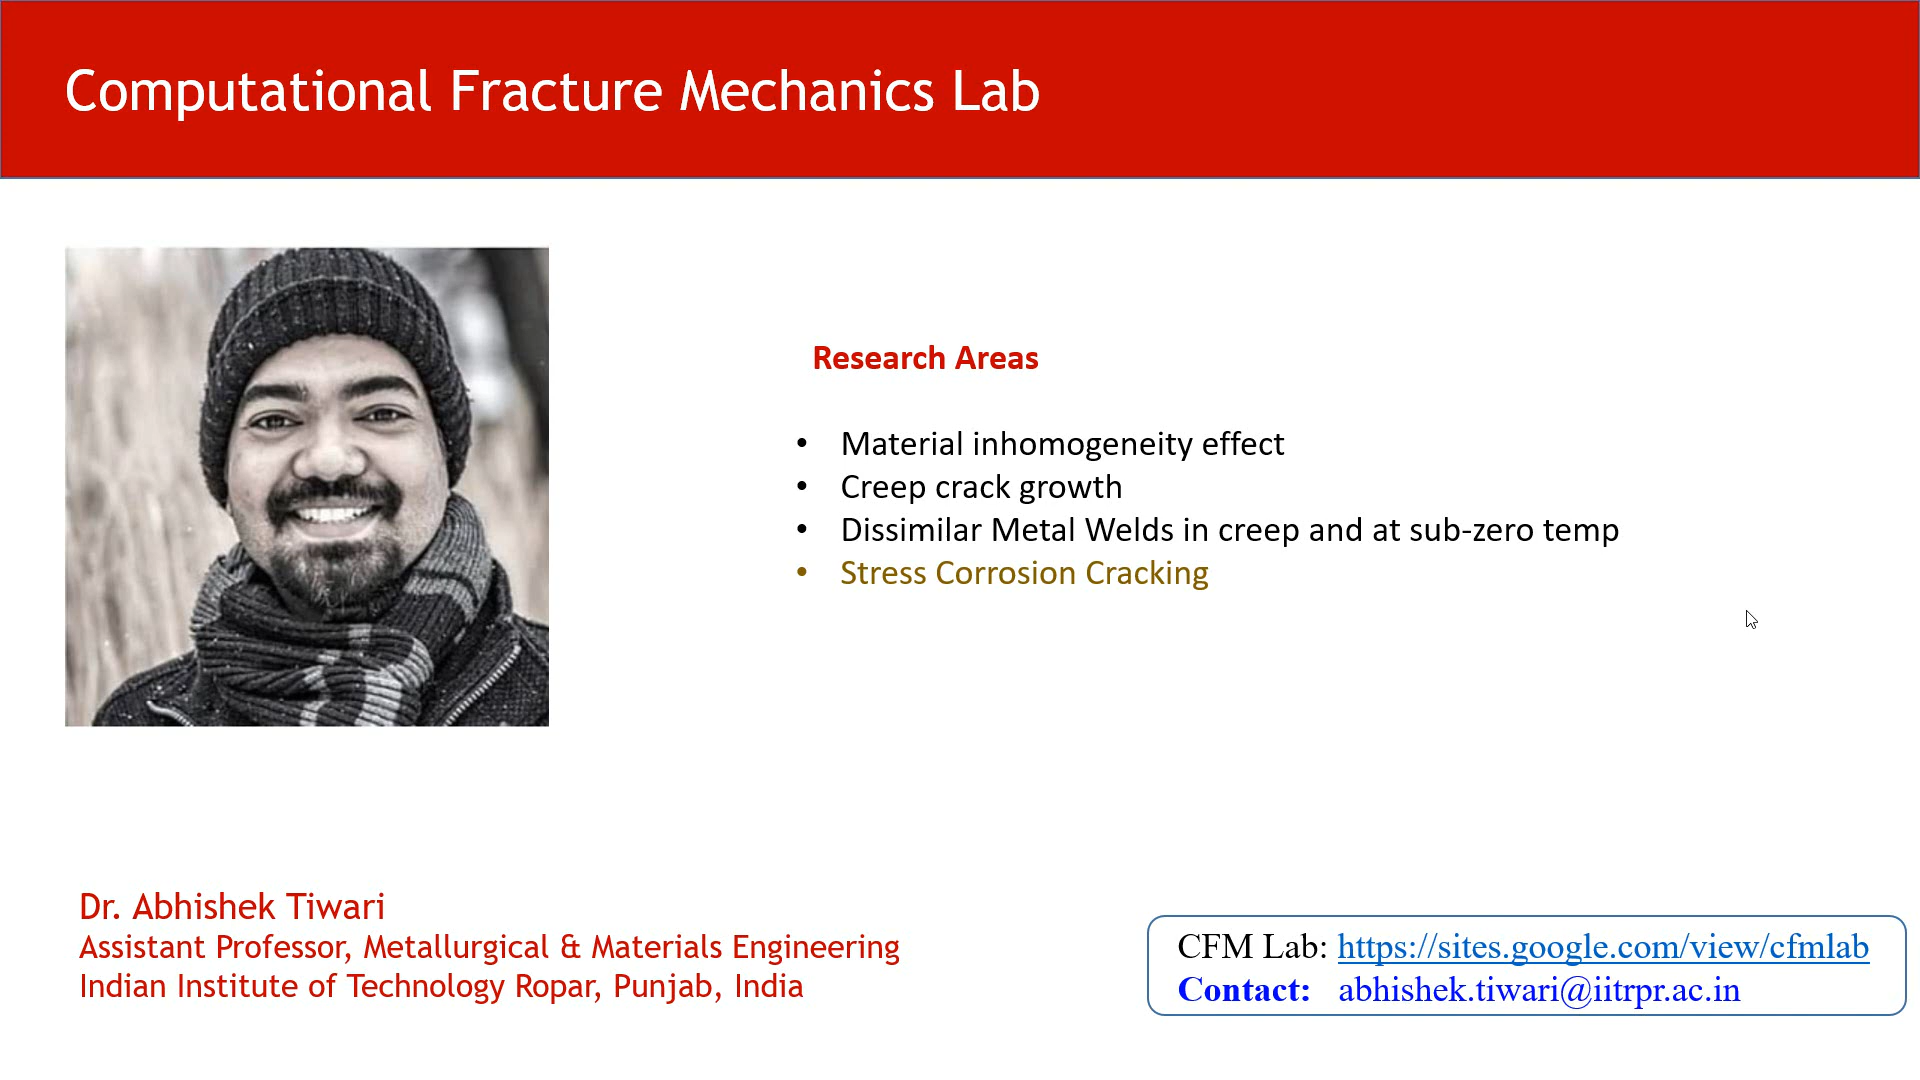 Computational Fracture Mechanics Lab
Research Areas
• Material inhomogeneity effect
• Creep crack growth
• Dissimilar Metal Welds in creep and at sub-zero temp
• Stress Corrosion Cracking
Dr. Abhishek Tiwari
Assistant Professor, Metallurgical & Materials Engineering
Indian Institute of Technology Ropar, Punjab, India
CFM Lab: https://sites.google.com/view/cfmlab
Contact: abhishek.tiwari@iitrpr.ac.in